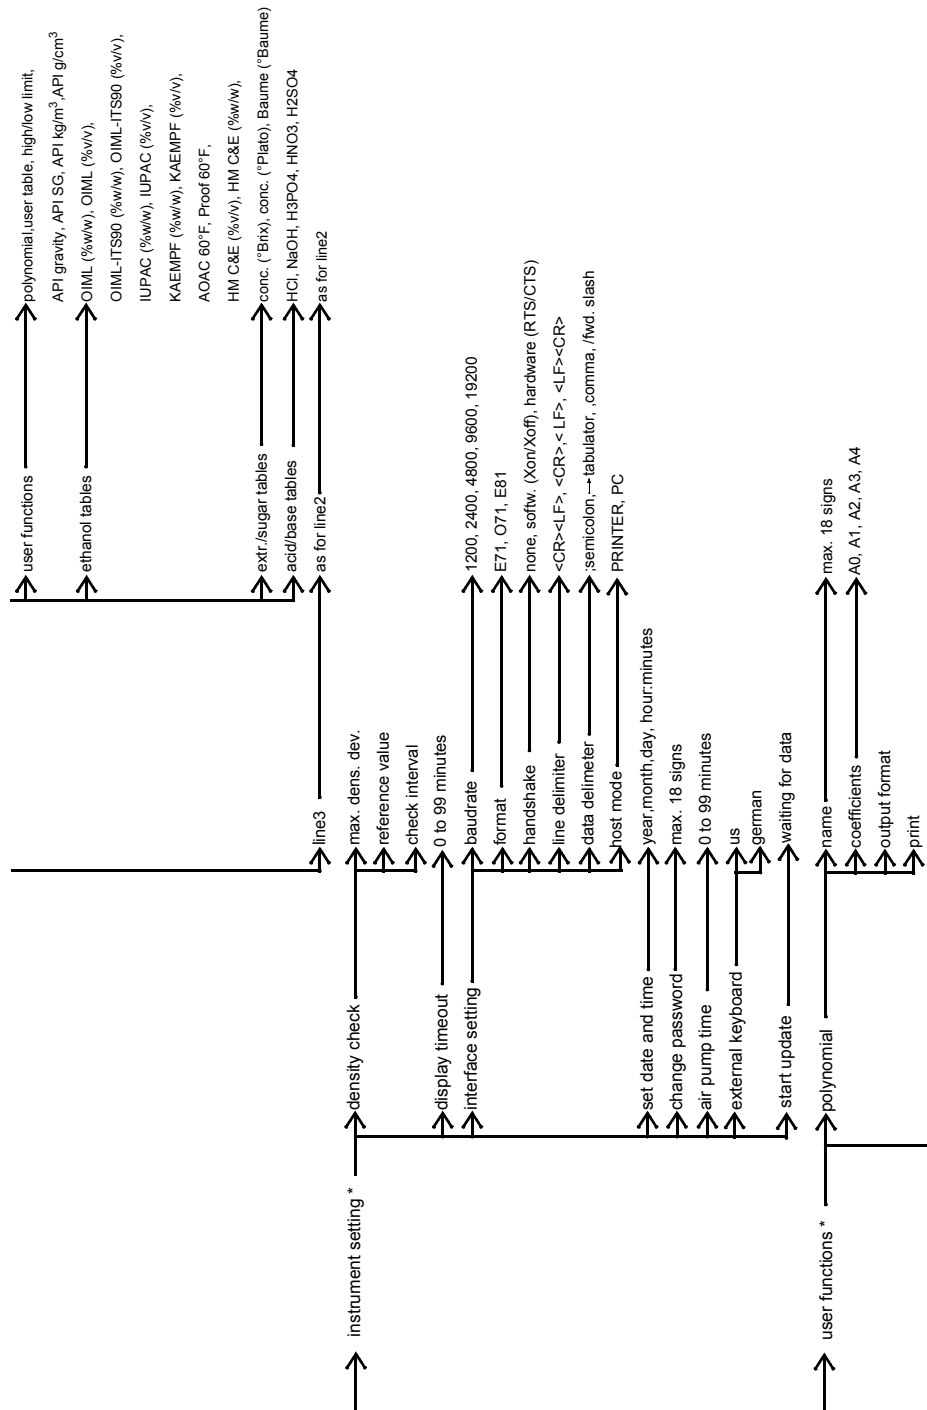 user functions
polynomial,user table, high/low limit,
API gravity, API SG, API kg/m³,API g/cm³
ethanol tables
OIML (%w/w), OIML (%v/v),
OIML-ITS90 (%w/w), OIML-ITS90 (%v/v),
IUPAC (%w/w), IUPAC (%v/v),
KAEMPF (%w/w), KAEMPF (%v/v),
AOAC 60°F, Proof 60°F,
HM C&E (%v/v), HM C&E (%w/w),
extr./sugar tables
conc. (°Brix), conc. (°Plato), Baume (°Baume)
acid/base tables
HCl, NaOH, H3PO4, HNO3, H2SO4
line3
as for line2
as for line2
instrument setting *
density check
max. dens. dev.
reference value
check interval
display timeout
0 to 99 minutes
interface setting
baudrate
1200, 2400, 4800, 9600, 19200
format
E71, O71, E81
handshake
none, softw. (Xon/Xoff), hardware (RTS/CTS)
line delimiter
<CR><LF>, <CR>,< LF>, <LF><CR>
data delimeter
;semicolon,→tabulator, ,comma, /fwd. slash
host mode
PRINTER, PC
set date and time
year,month,day, hour:minutes
change password
max. 18 signs
air pump time
0 to 99 minutes
external keyboard
us
german
start update
waiting for data
user functions *
polynomial
name
max. 18 signs
coefficients
A0, A1, A2, A3, A4
output format
print